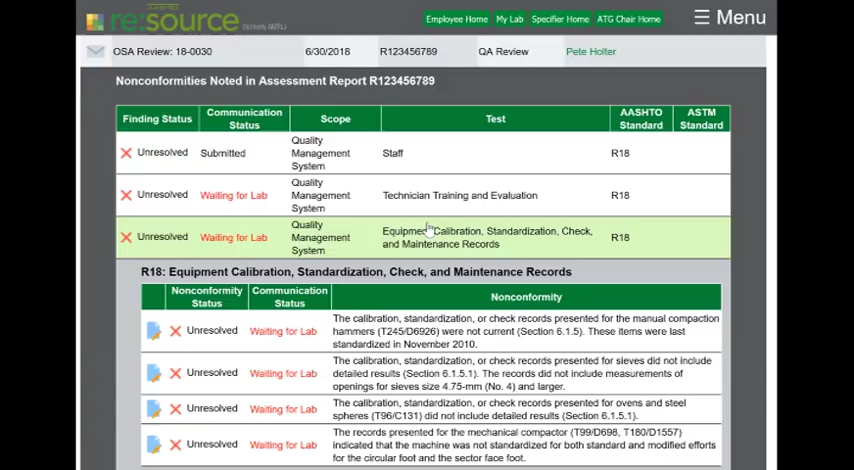 AASHTO
re:source (formerly AMRL)
Employee Home My Lab Specifier Home ATG Chair Home
☰ Menu
OSA Review: 18-0030 6/30/2018 R123456789 QA Review Pete Holter
Nonconformities Noted in Assessment Report R123456789
Finding Status Communication Status Scope Test AASHTO Standard ASTM Standard
Unresolved Submitted Quality Management System Staff R18
Unresolved Waiting for Lab Quality Management System Technician Training and Evaluation R18
Unresolved Waiting for Lab Quality Management System Equipment Calibration, Standardization, Check, and Maintenance Records R18
R18: Equipment Calibration, Standardization, Check, and Maintenance Records
Nonconformity Status Communication Status Nonconformity
Unresolved Waiting for Lab The calibration, standardization, or check records presented for the manual compaction
hammers (T245/D6926) were not current (Section 6.1.5). These items were last
standardized in November 2010.
Unresolved Waiting for Lab The calibration, standardization, or check records presented for sieves did not include
detailed results (Section 6.1.5.1). The records did not include measurements of
openings for sieves size 4.75-mm (No. 4) and larger.
Unresolved Waiting for Lab The calibration, standardization, or check records presented for ovens and steel
spheres (T96/C131) did not include detailed results (Section 6.1.5.1).
Unresolved Waiting for Lab The records presented for the mechanical compactor (T99/D698, T180/D1557)
indicated that the machine was not standardized for both standard and modified efforts
for the circular foot and the sector face foot.